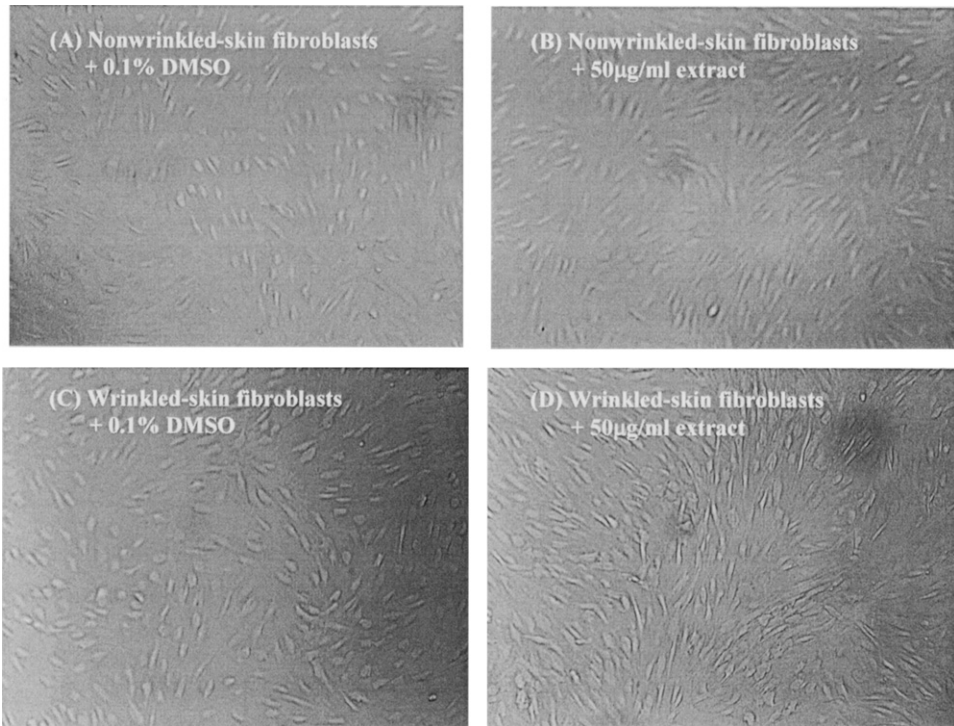 (A) Nonwrinkled-skin fibroblasts
+ 0.1% DMSO
(B) Nonwrinkled-skin fibroblasts
+ 50μg/ml extract
(C) Wrinkled-skin fibroblasts
+ 0.1% DMSO
(D) Wrinkled-skin fibroblasts
+ 50μg/ml extract